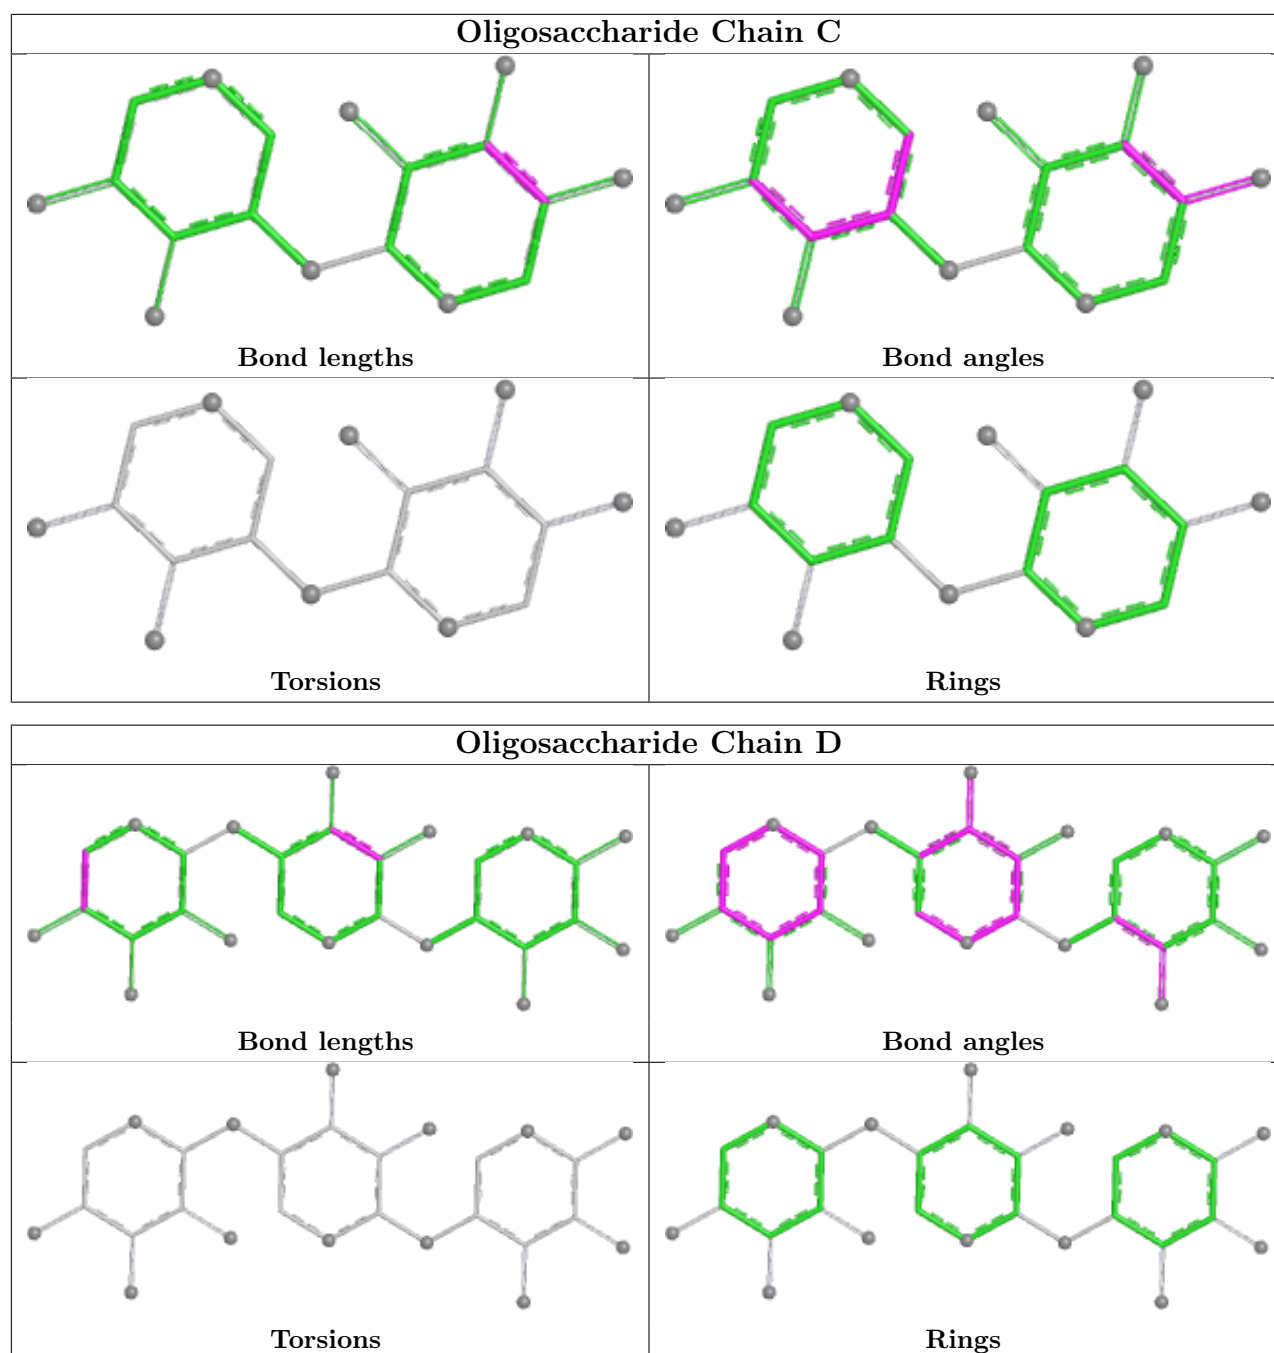 Oligosaccharide Chain C
Bond lengths
Bond angles
Torsions
Rings
Oligosaccharide Chain D
Bond lengths
Bond angles
Torsions
Rings